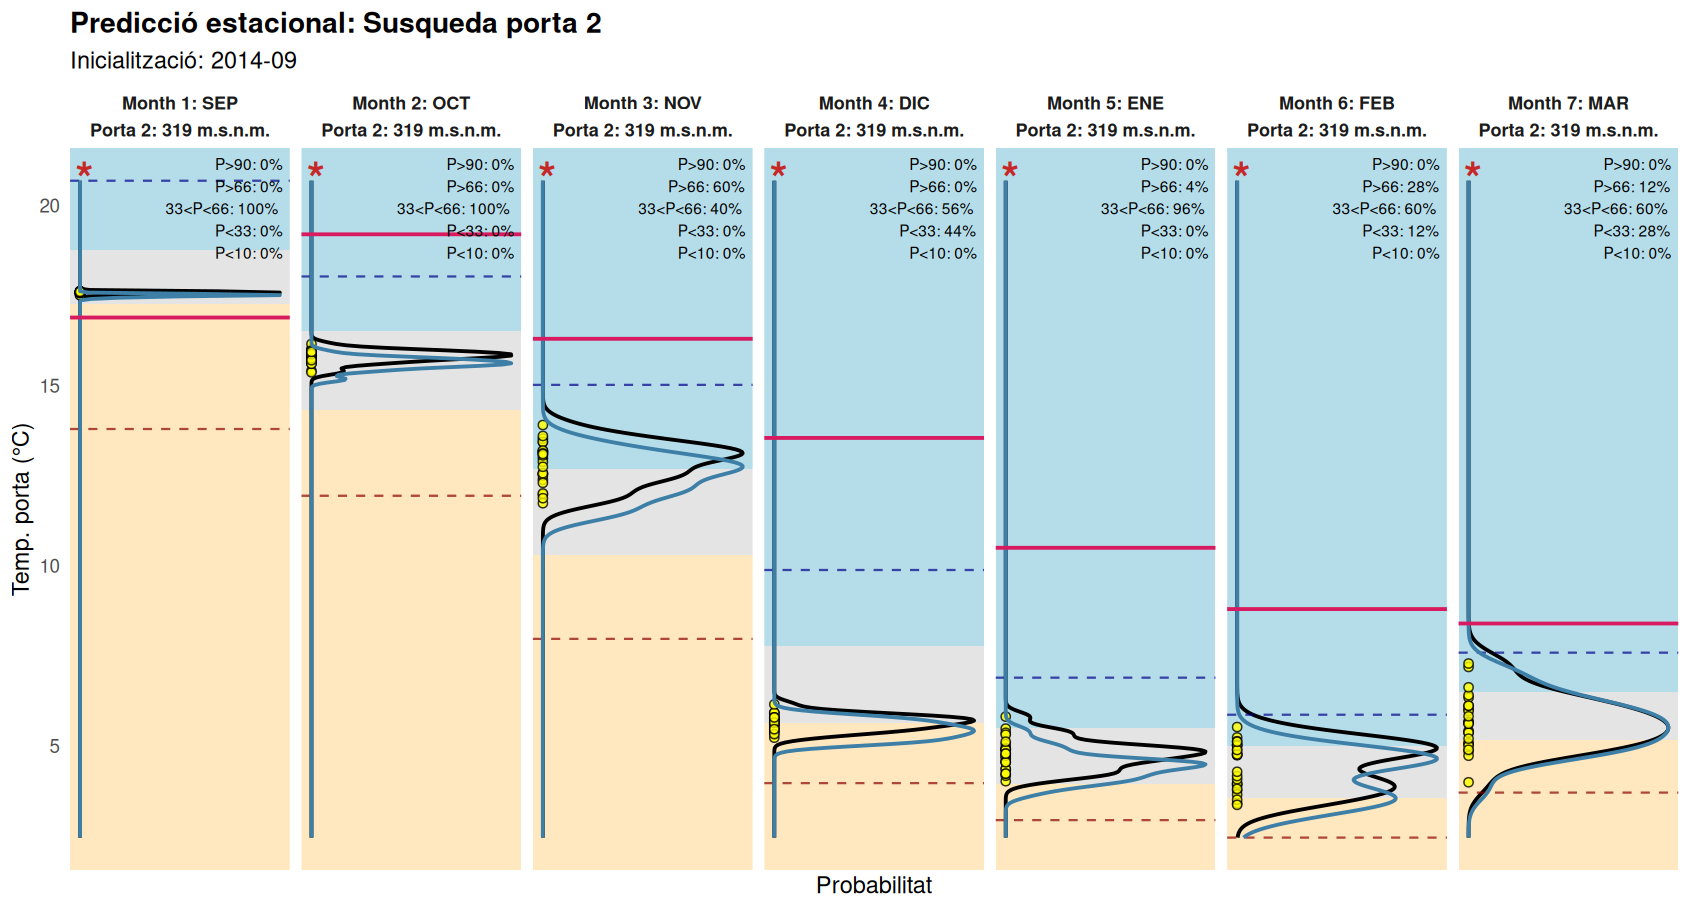 Predicció estacional: Susqueda porta 2
Inicialització: 2014-09
Month 1: SEP
Porta 2: 319 m.s.n.m.
Month 2: OCT
Porta 2: 319 m.s.n.m.
Month 3: NOV
Porta 2: 319 m.s.n.m.
Month 4: DIC
Porta 2: 319 m.s.n.m.
Month 5: ENE
Porta 2: 319 m.s.n.m.
Month 6: FEB
Porta 2: 319 m.s.n.m.
Month 7: MAR
Porta 2: 319 m.s.n.m.
*
P>90: 0%
P>66: 0%
33<P<66: 100%
P<33: 0%
P<10: 0%
*
P>90: 0%
P>66: 0%
33<P<66: 100%
P<33: 0%
P<10: 0%
*
P>90: 0%
P>66: 60%
33<P<66: 40%
P<33: 0%
P<10: 0%
*
P>90: 0%
P>66: 0%
33<P<66: 56%
P<33: 44%
P<10: 0%
*
P>90: 0%
P>66: 4%
33<P<66: 96%
P<33: 0%
P<10: 0%
*
P>90: 0%
P>66: 28%
33<P<66: 60%
P<33: 12%
P<10: 0%
*
P>90: 0%
P>66: 12%
33<P<66: 60%
P<33: 28%
P<10: 0%
20
15
10
5
Temp. porta (°C)
Probabilitat